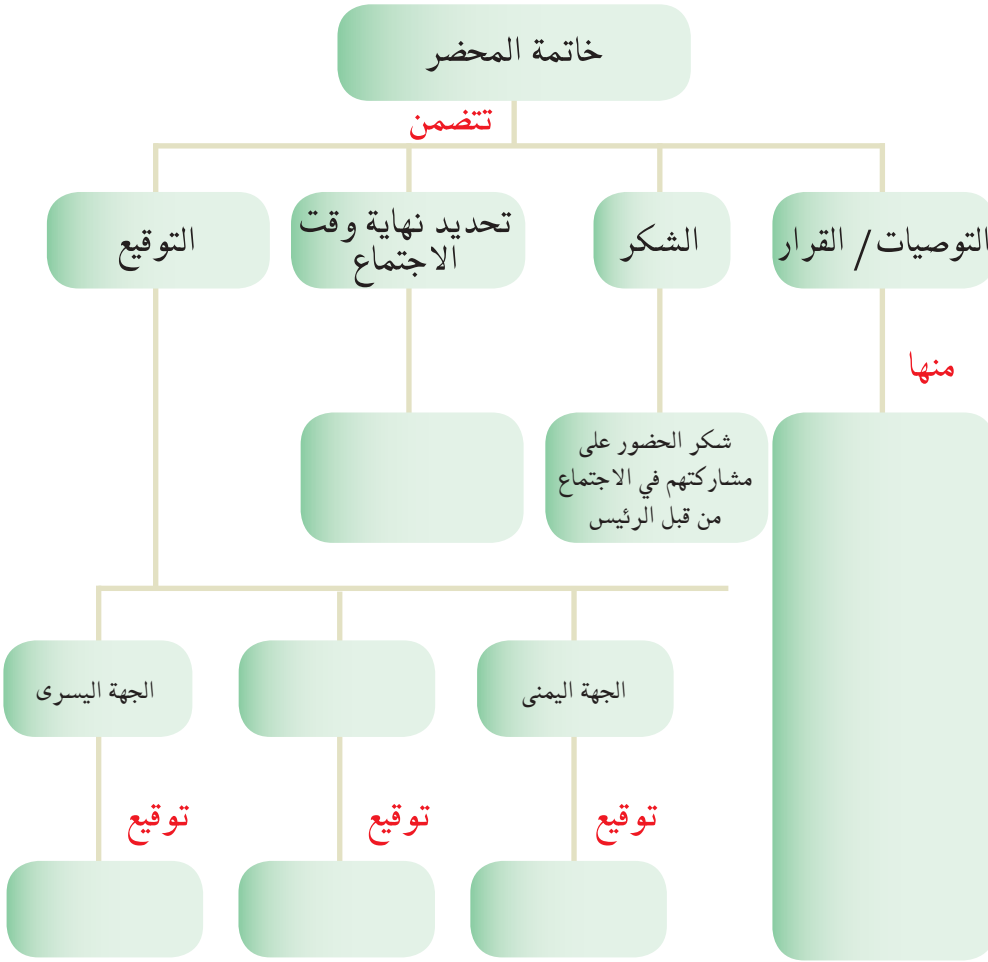 خاتمة المحضر
تتضمن
التوصيات / القرار
الشكر
تحديد نهاية وقت
الاجتماع
التوقيع
منها
شكر الحضور على
مشاركتهم في الاجتماع
من قبل الرئيس
الجهة اليمنى
الجهة اليسرى
توقيع
توقيع
توقيع